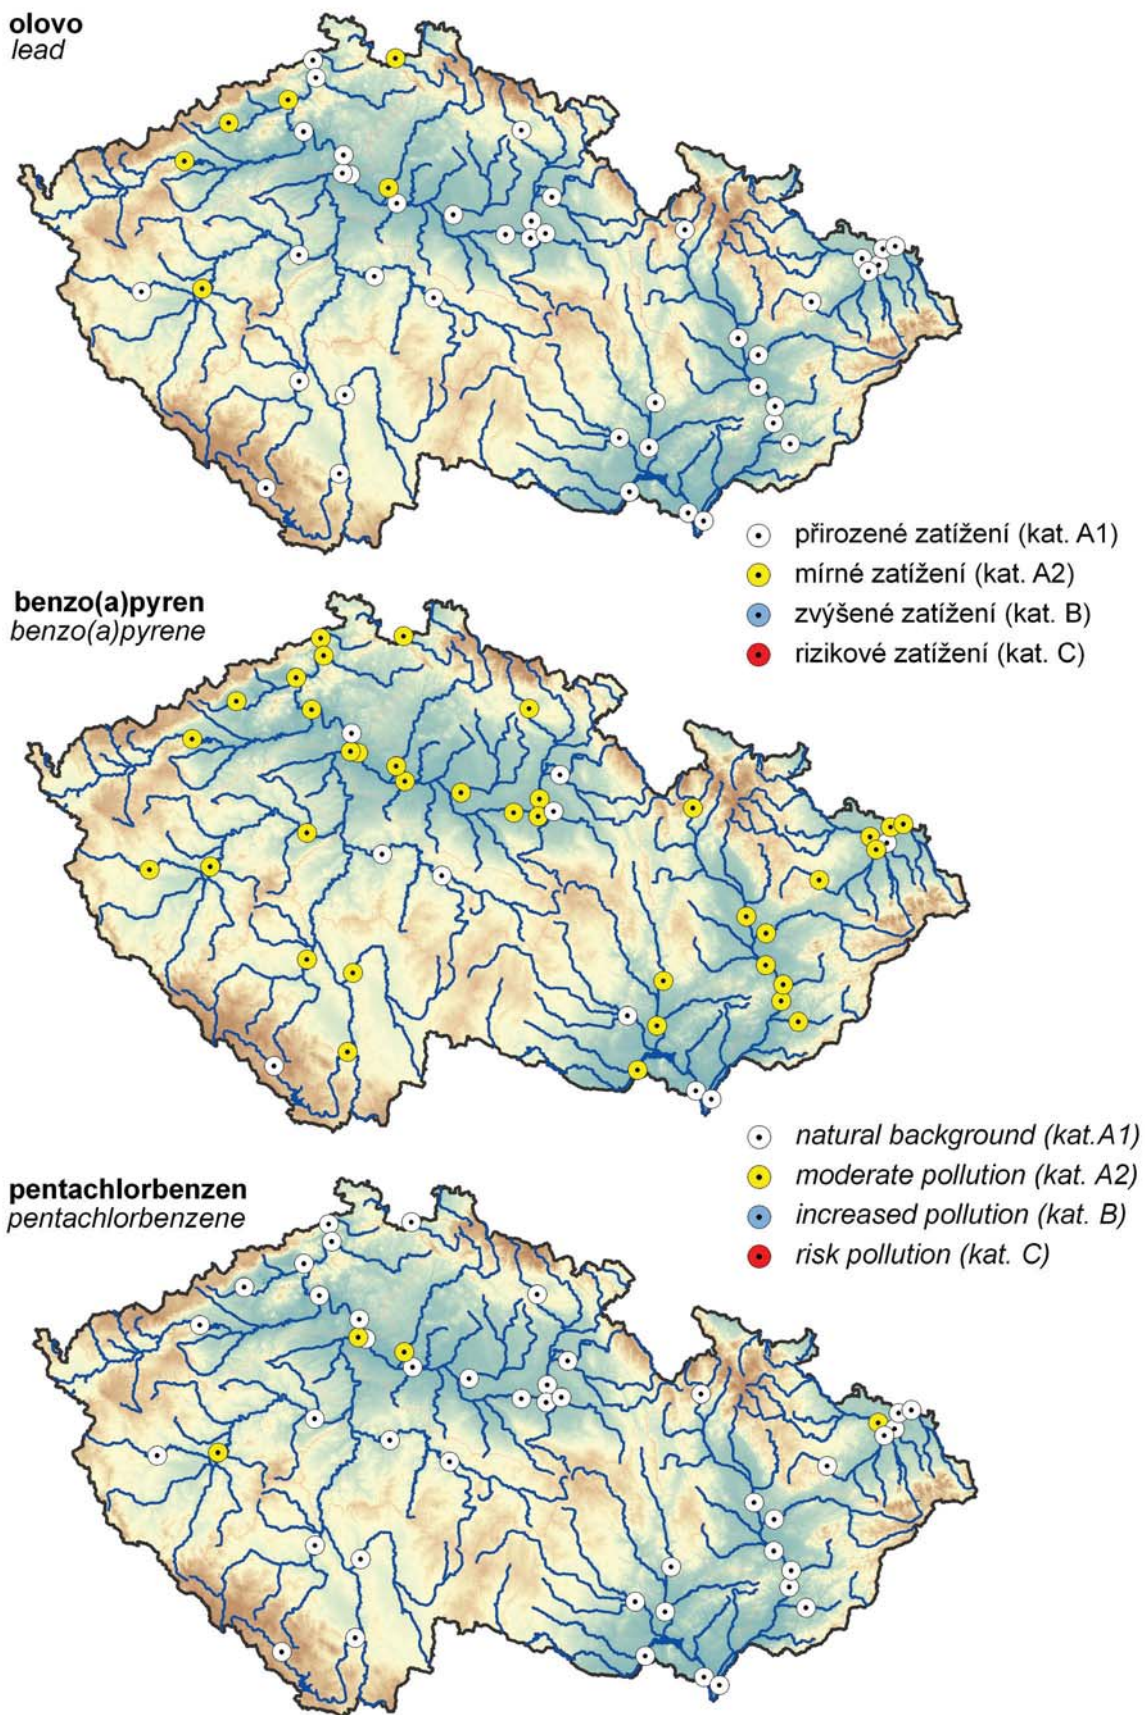 olovo
lead
přirozené zatížení (kat. A1)
mírné zatížení (kat. A2)
zvýšené zatížení (kat. B)
rizikové zatížení (kat. C)
benzo(a)pyren
benzo(a)pyrene
natural background (kat.A1)
moderate pollution (kat. A2)
increased pollution (kat. B)
risk pollution (kat. C)
pentachlorbenzen
pentachlorbenzene